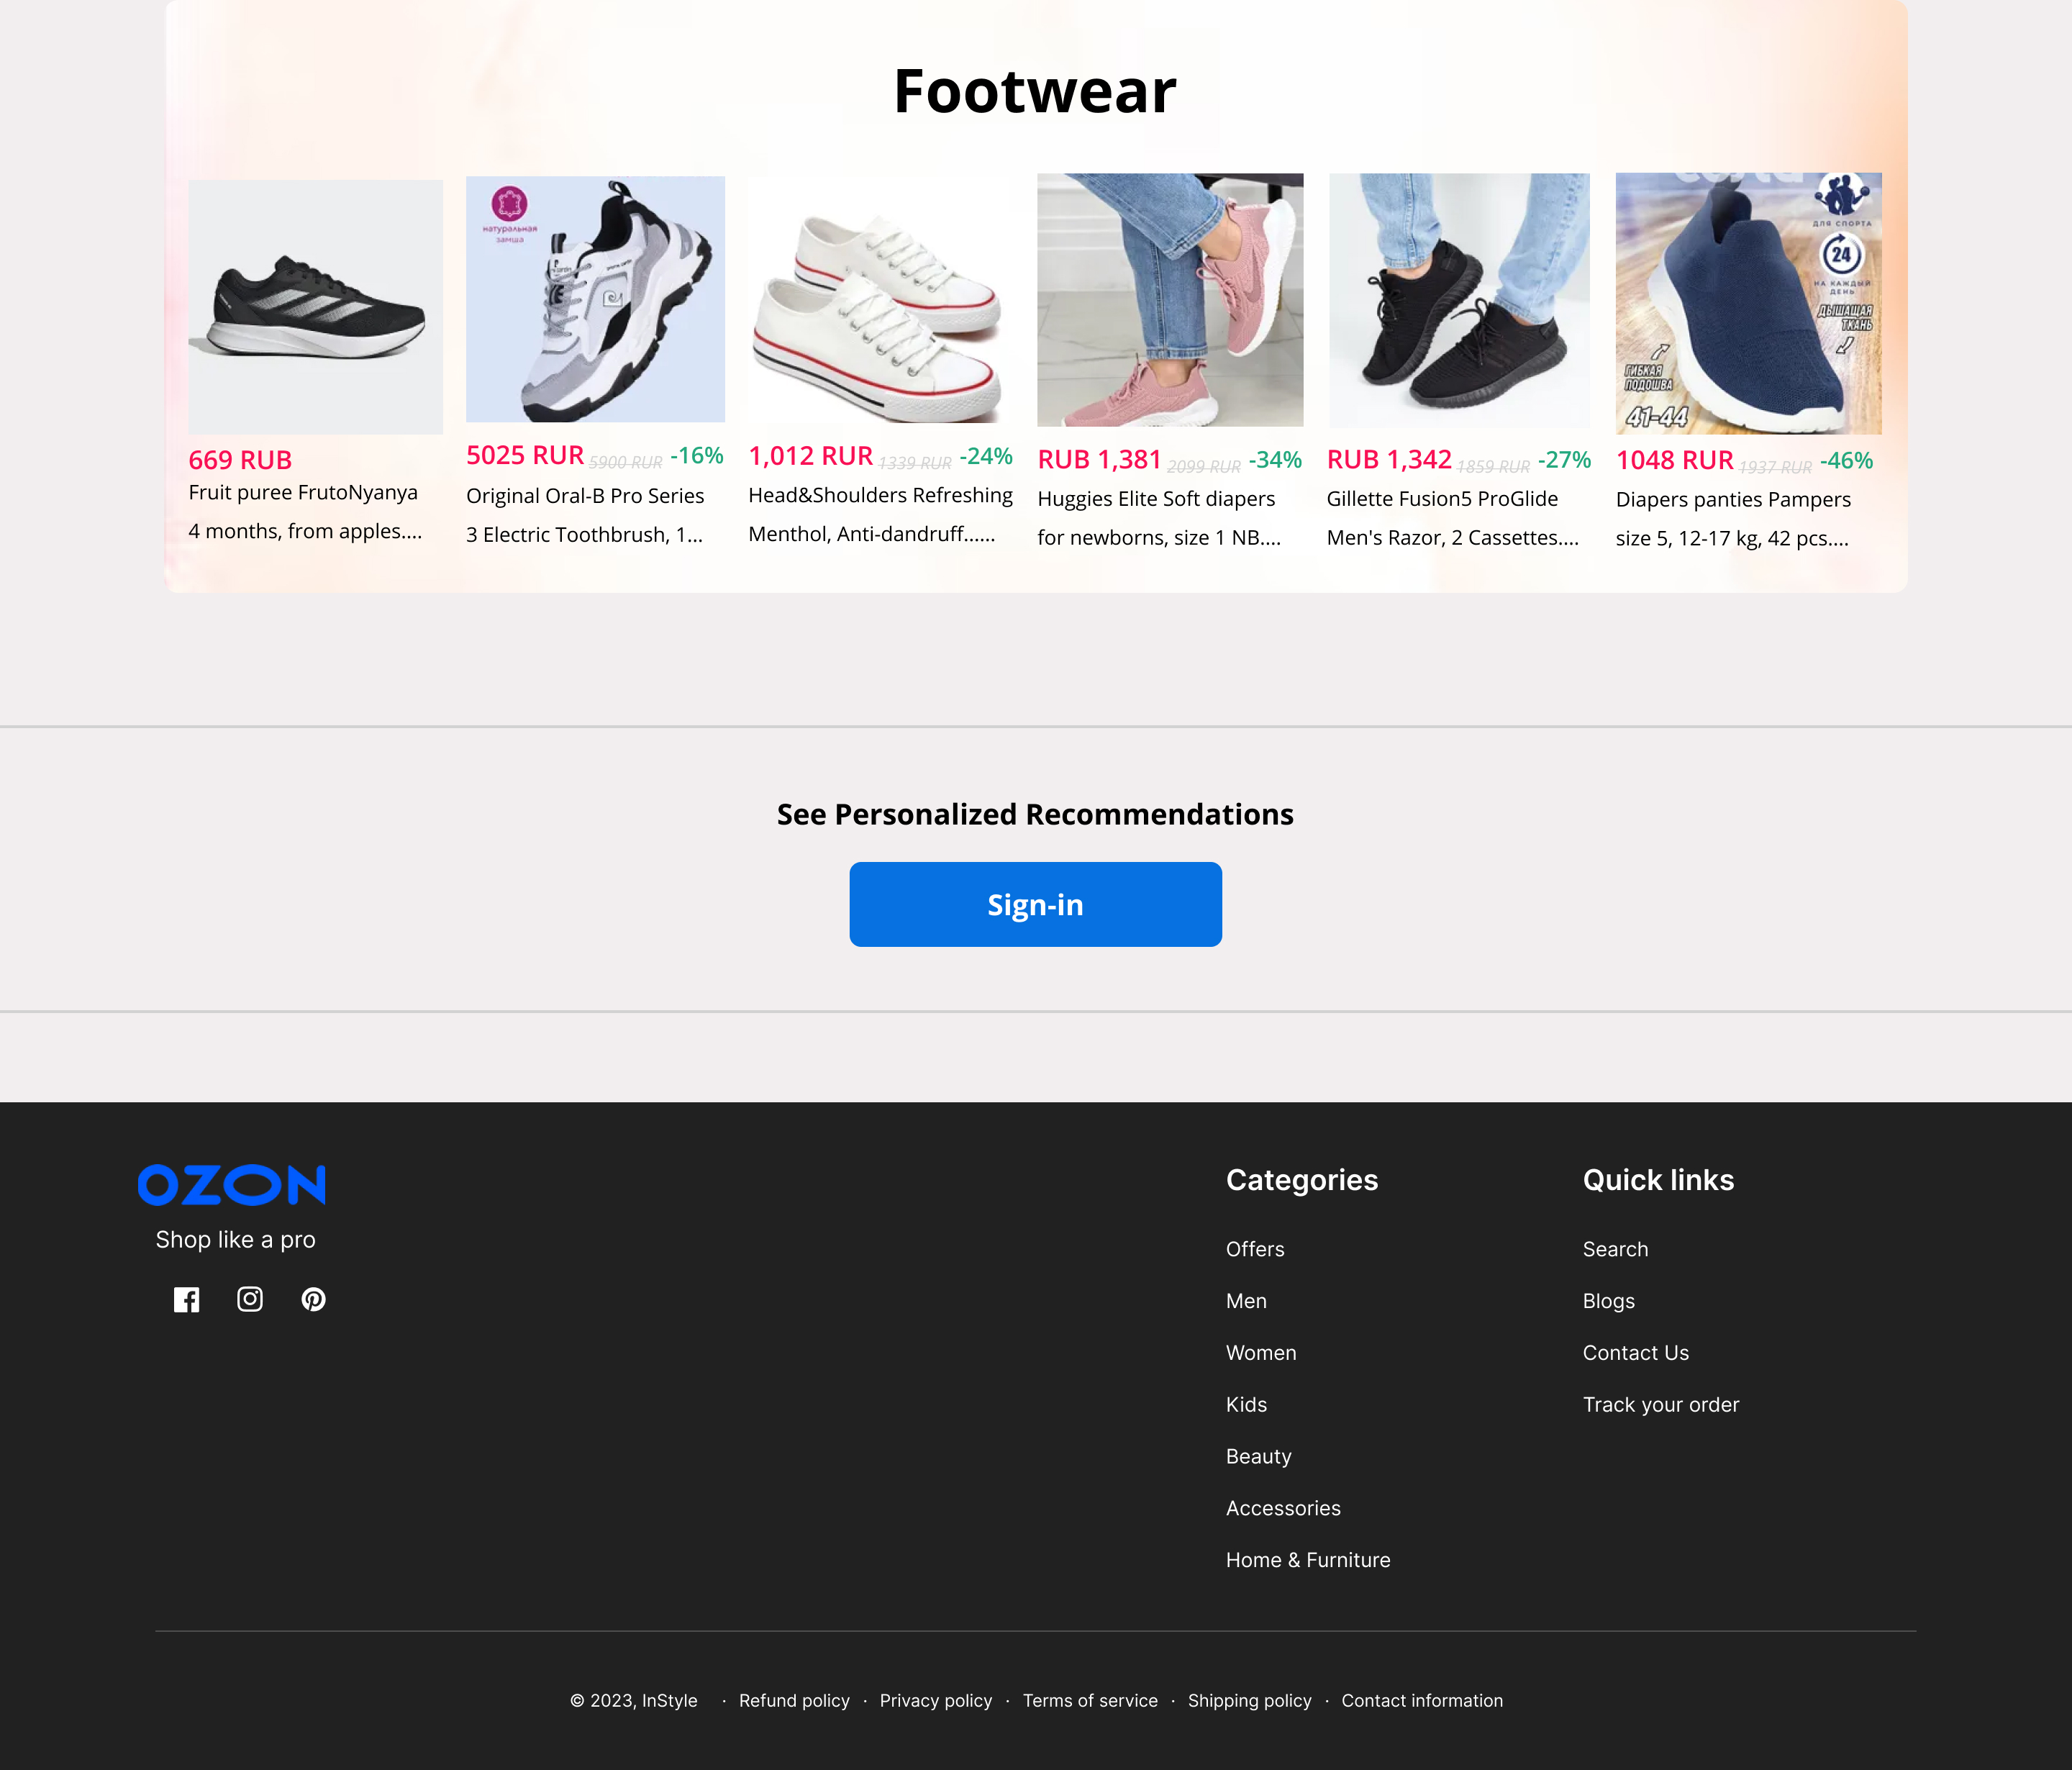 Footwear
натуральная
замша
ДЛЯ СПОРТА
24
НА КАЖДЫЙ
ДЕНЬ
ДЫШАЩАЯ
ТКАНЬ
ГИБКАЯ
ПОДОШВА
41-44
669 RUB
Fruit puree FrutoNyanya
4 months, from apples....
5025 RUR 5900 RUR -16%
Original Oral-B Pro Series
3 Electric Toothbrush, 1...
1,012 RUR 1339 RUR -24%
Head&Shoulders Refreshing
Menthol, Anti-dandruff......
RUB 1,381 2099 RUR -34%
Huggies Elite Soft diapers
for newborns, size 1 NB....
RUB 1,342 1859 RUR -27%
Gillette Fusion5 ProGlide
Men's Razor, 2 Cassettes....
1048 RUR 1937 RUR -46%
Diapers panties Pampers
size 5, 12-17 kg, 42 pcs....
See Personalized Recommendations
Sign-in
OZON
Shop like a pro
Categories
Offers
Men
Women
Kids
Beauty
Accessories
Home & Furniture
Quick links
Search
Blogs
Contact Us
Track your order
© 2023, InStyle · Refund policy · Privacy policy · Terms of service · Shipping policy · Contact information